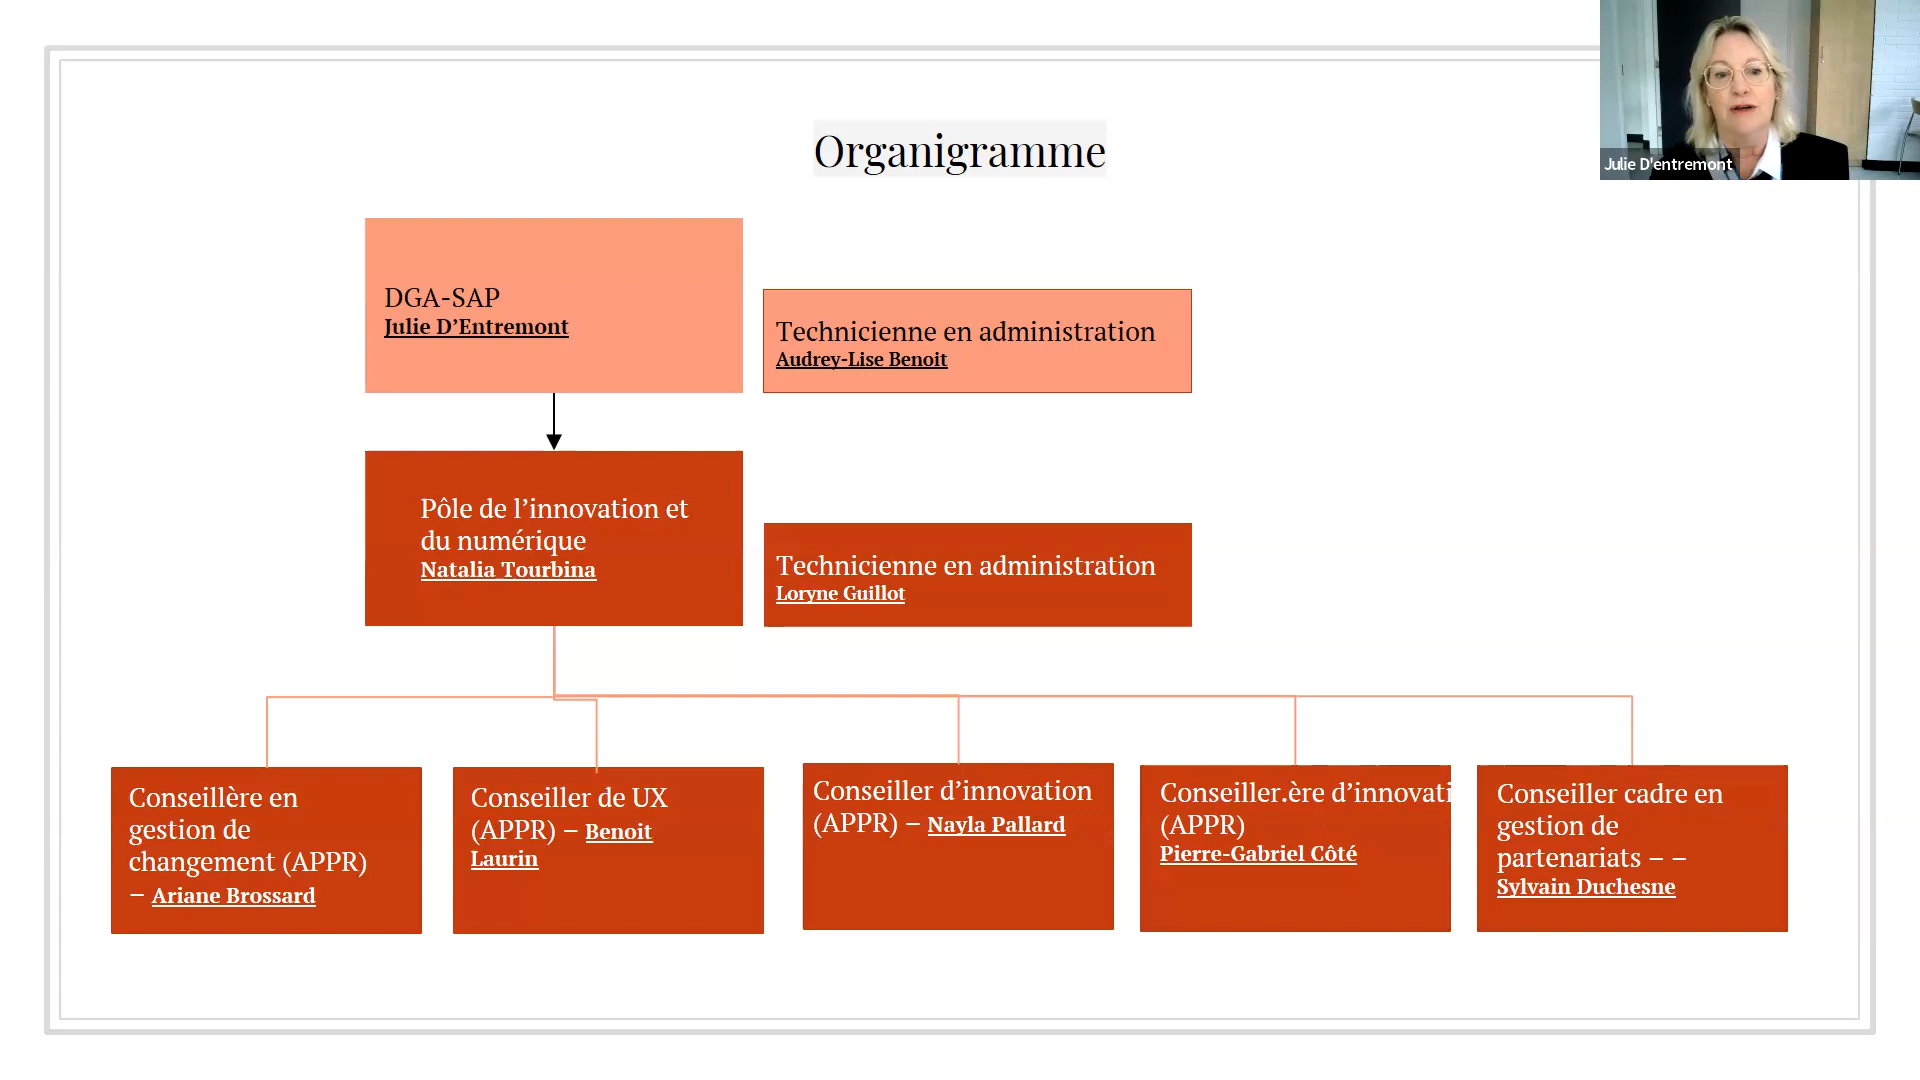 Organigramme
Julie D'entremont
DGA-SAP
Julie D’Entremont
Technicienne en administration
Audrey-Lise Benoit
Pôle de l’innovation et
du numérique
Natalia Tourbina
Technicienne en administration
Loryne Guillot
Conseillère en
gestion de
changement (APPR)
– Ariane Brossard
Conseiller de UX
(APPR) – Benoit
Laurin
Conseiller d’innovation
(APPR) – Nayla Pallard
Conseiller.ère d’innovati
(APPR)
Pierre-Gabriel Côté
Conseiller cadre en
gestion de
partenariats – –
Sylvain Duchesne